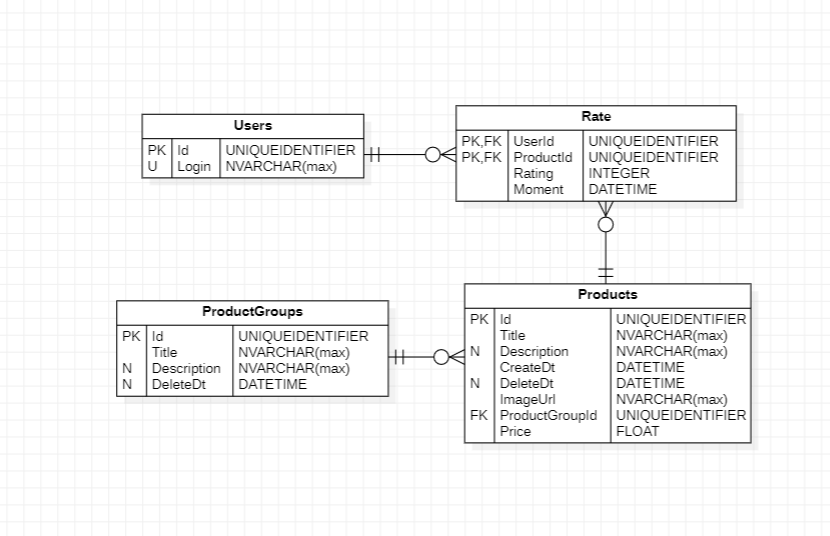 Users
PK Id UNIQUEIDENTIFIER
U Login NVARCHAR(max)
Rate
PK,FK UserId UNIQUEIDENTIFIER
PK,FK ProductId UNIQUEIDENTIFIER
Rating INTEGER
Moment DATETIME
ProductGroups
PK Id UNIQUEIDENTIFIER
Title NVARCHAR(max)
N Description NVARCHAR(max)
N DeleteDt DATETIME
Products
PK Id UNIQUEIDENTIFIER
Title NVARCHAR(max)
N Description NVARCHAR(max)
CreateDt DATETIME
N DeleteDt DATETIME
ImageUrl NVARCHAR(max)
FK ProductGroupId UNIQUEIDENTIFIER
Price FLOAT